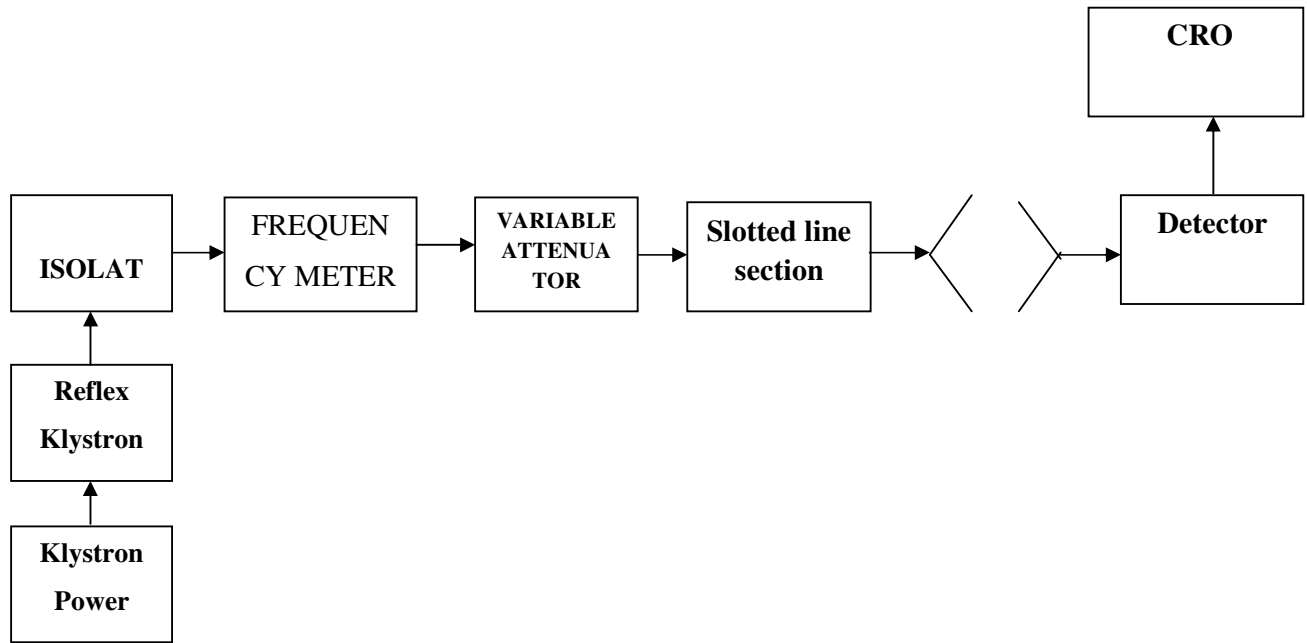 CRO
ISOLAT
FREQUEN
CY METER
VARIABLE
ATTENUA
TOR
Slotted line
section
Detector
Reflex
Klystron
Klystron
Power